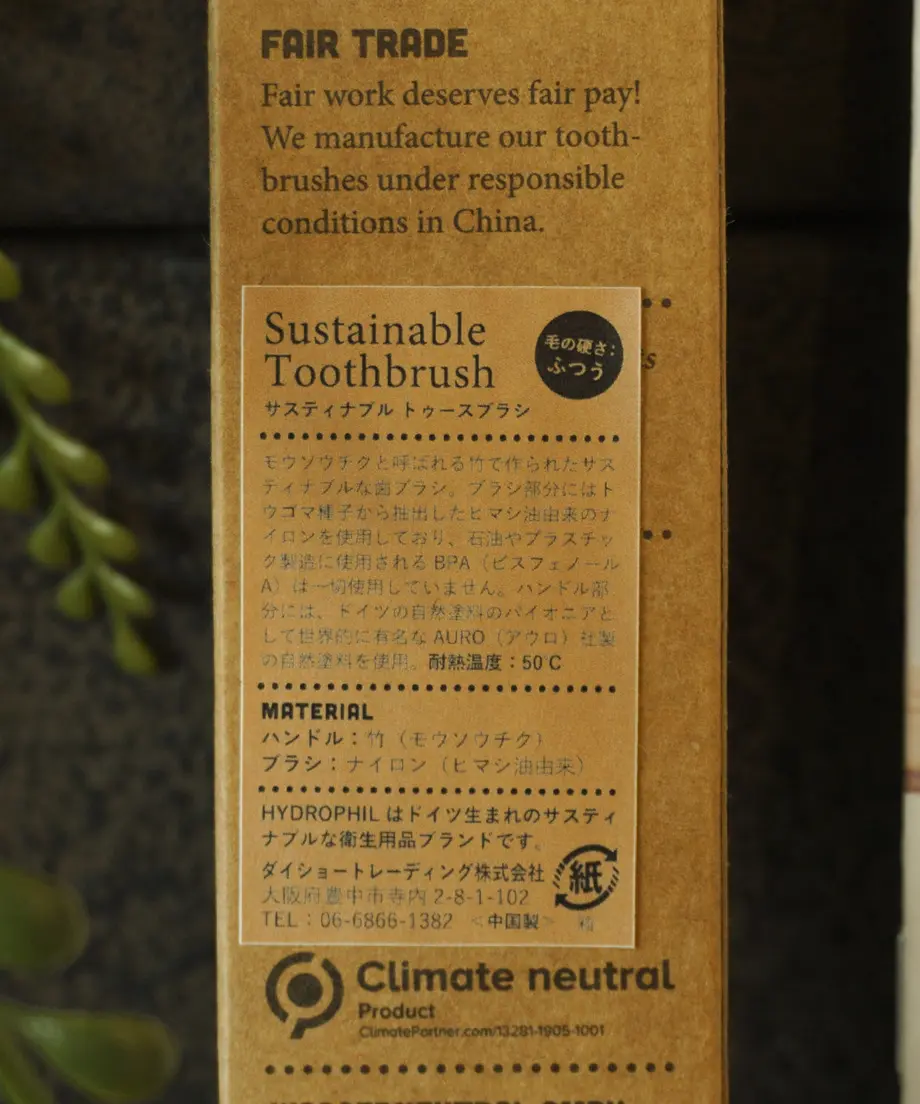 FAIR TRADE
Fair work deserves fair pay!
We manufacture our tooth-
brushes under responsible
conditions in China.
Sustainable
Toothbrush
毛の硬さ:
ふつう
サスティナブル トゥースブラシ
モウソウチクと呼ばれる竹で作られたサス
ティナブルな歯ブラシ。ブラシ部分にはト
ウゴマ種子から抽出したヒマシ油由来のナ
イロンを使用しており、石油やプラスチッ
ク製造に使用される BPA(ビスフェノール
A)は一切使用していません。ハンドル部
分には、ドイツの自然塗料のパイオニアと
して世界的に有名な AURO(アウロ)社製
の自然塗料を使用。耐熱温度:50℃
MATERIAL
ハンドル:竹(モウソウチク)
ブラシ:ナイロン(ヒマシ油由来)
HYDROPHIL はドイツ生まれのサスティ
ナブルな衛生用品ブランドです。
ダイショートレーディング株式会社
大阪府豊中市寺内 2-8-1-102
TEL:06-6866-1382 <中国製>
紙
箱
Climate neutral
Product
ClimatePartner.com/13281-1905-1001